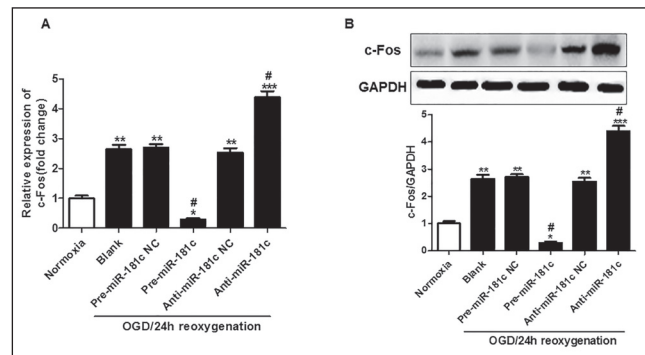 A
Relative expression of
c-Fos(fold change)
5
4
3
2
1
0
**
**
#
*
**
#
***
Normoxia
Blank
Pre-miR-181c NC
Pre-miR-181c
Anti-miR-181c NC
Anti-miR-181c
OGD/24h reoxygenation
B
c-Fos
GAPDH
c-Fos/GAPDH
5
4
3
2
1
0
**
**
#
*
**
#
***
Normoxia
Blank
Pre-miR-181c NC
Pre-miR-181c
Anti-miR-181c NC
Anti-miR-181c
OGD/24h reoxygenation